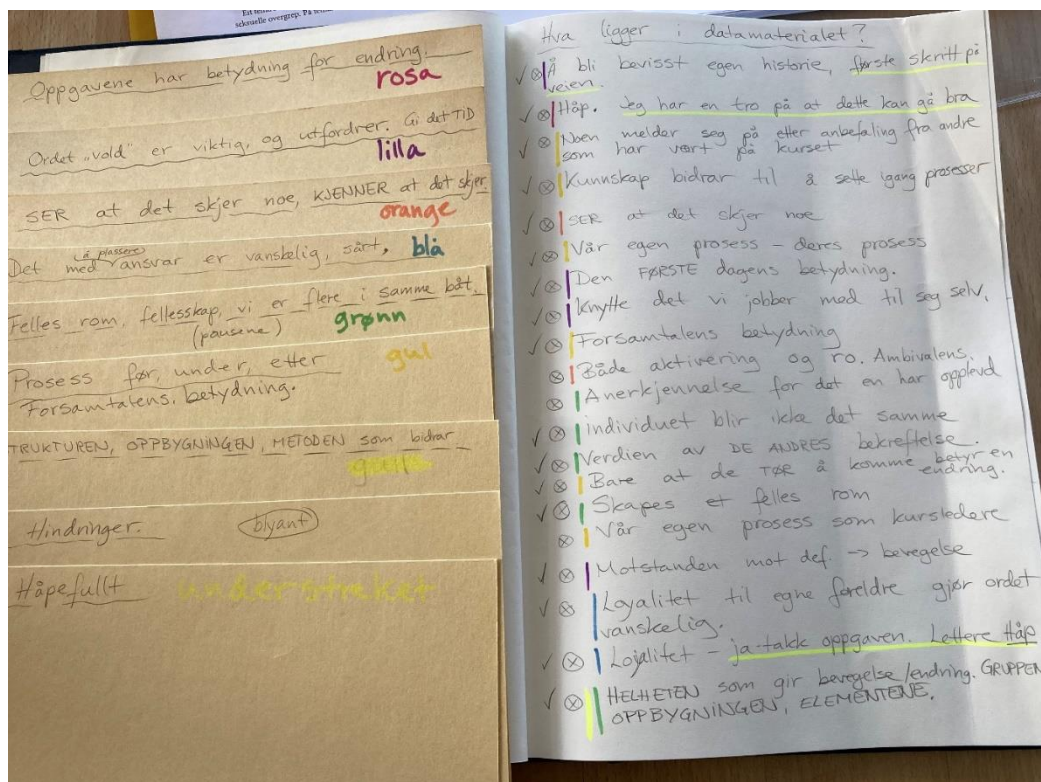 seksuelle overgrep. På
Oppgavene har betydning for endring.
rosa
Ordet „vold" er viktig, og utfordrer. Gi det TID
lilla
SER at det skjer noe, KJENNER at det skjer
orange
Det med å plassere ansvar er vanskelig, sårt, blå
Felles rom, fellesskap, vi er flere i samme båt.
(pausene) grønn
Prosess før, under, etter gul
Forsamtalens betydning.
TRUKTUREN, OPPBYGNINGEN, METODEN som bidrar
Hindringer. blyant
Håpefullt understreket
Hva ligger i datamaterialet?
✓ ⊗ Å bli bevisst egen historie, første skritt på
veien.
✓ ⊗ Håp. Jeg har en tro på at dette kan gå bra
✓ ⊗ Noen melder seg på etter anbefaling fra andre
som har vært på kurset
✓ ⊗ Kunnskap bidrar til å sette igang prosesser
✓ ⊗ SER at det skjer noe
✓ ⊗ Vår egen prosess – deres prosess
✓ ⊗ Den FØRSTE dagens betydning.
✓ ⊗ Knytte det vi jobber med til seg selv.
✓ ⊗ Forsamtalens betydning
⊗ Både aktivering og ro. Ambivalens.
⊗ Anerkjennelse for det en har opplevd
✓ ⊗ individuet blir ikke det samme
✓ ⊗ Verdien av DE ANDRES bekreftelse.
✓ ⊗ Bare at de TØR å komme betyr en
endring.
✓ ⊗ Skapes et felles rom
⊗ Vår egen prosess som kursledere
✓ ⊗ Motstanden mot def. -> bevegelse
✓ ⊗ Loyalitet til egne foreldre gjør ordet
vanskelig.
✓ ⊗ Lojalitet – ja-takk oppgaven. Lettere Håp
✓ ⊗ HELHETEN som gir bevegelse/endring. GRUPPEN
OPPBYGNINGEN, ELEMENTENE.